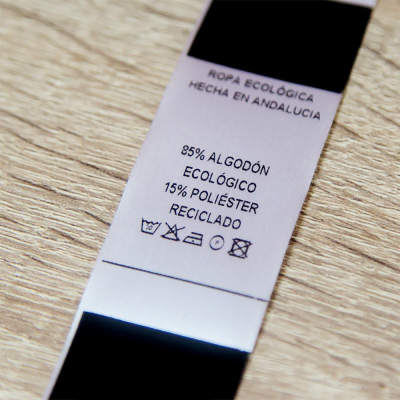 ROPA ECOLÓGICA
HECHA EN ANDALUCIA
85% ALGODÓN
ECOLÓGICO
15% POLIÉSTER
RECICLADO